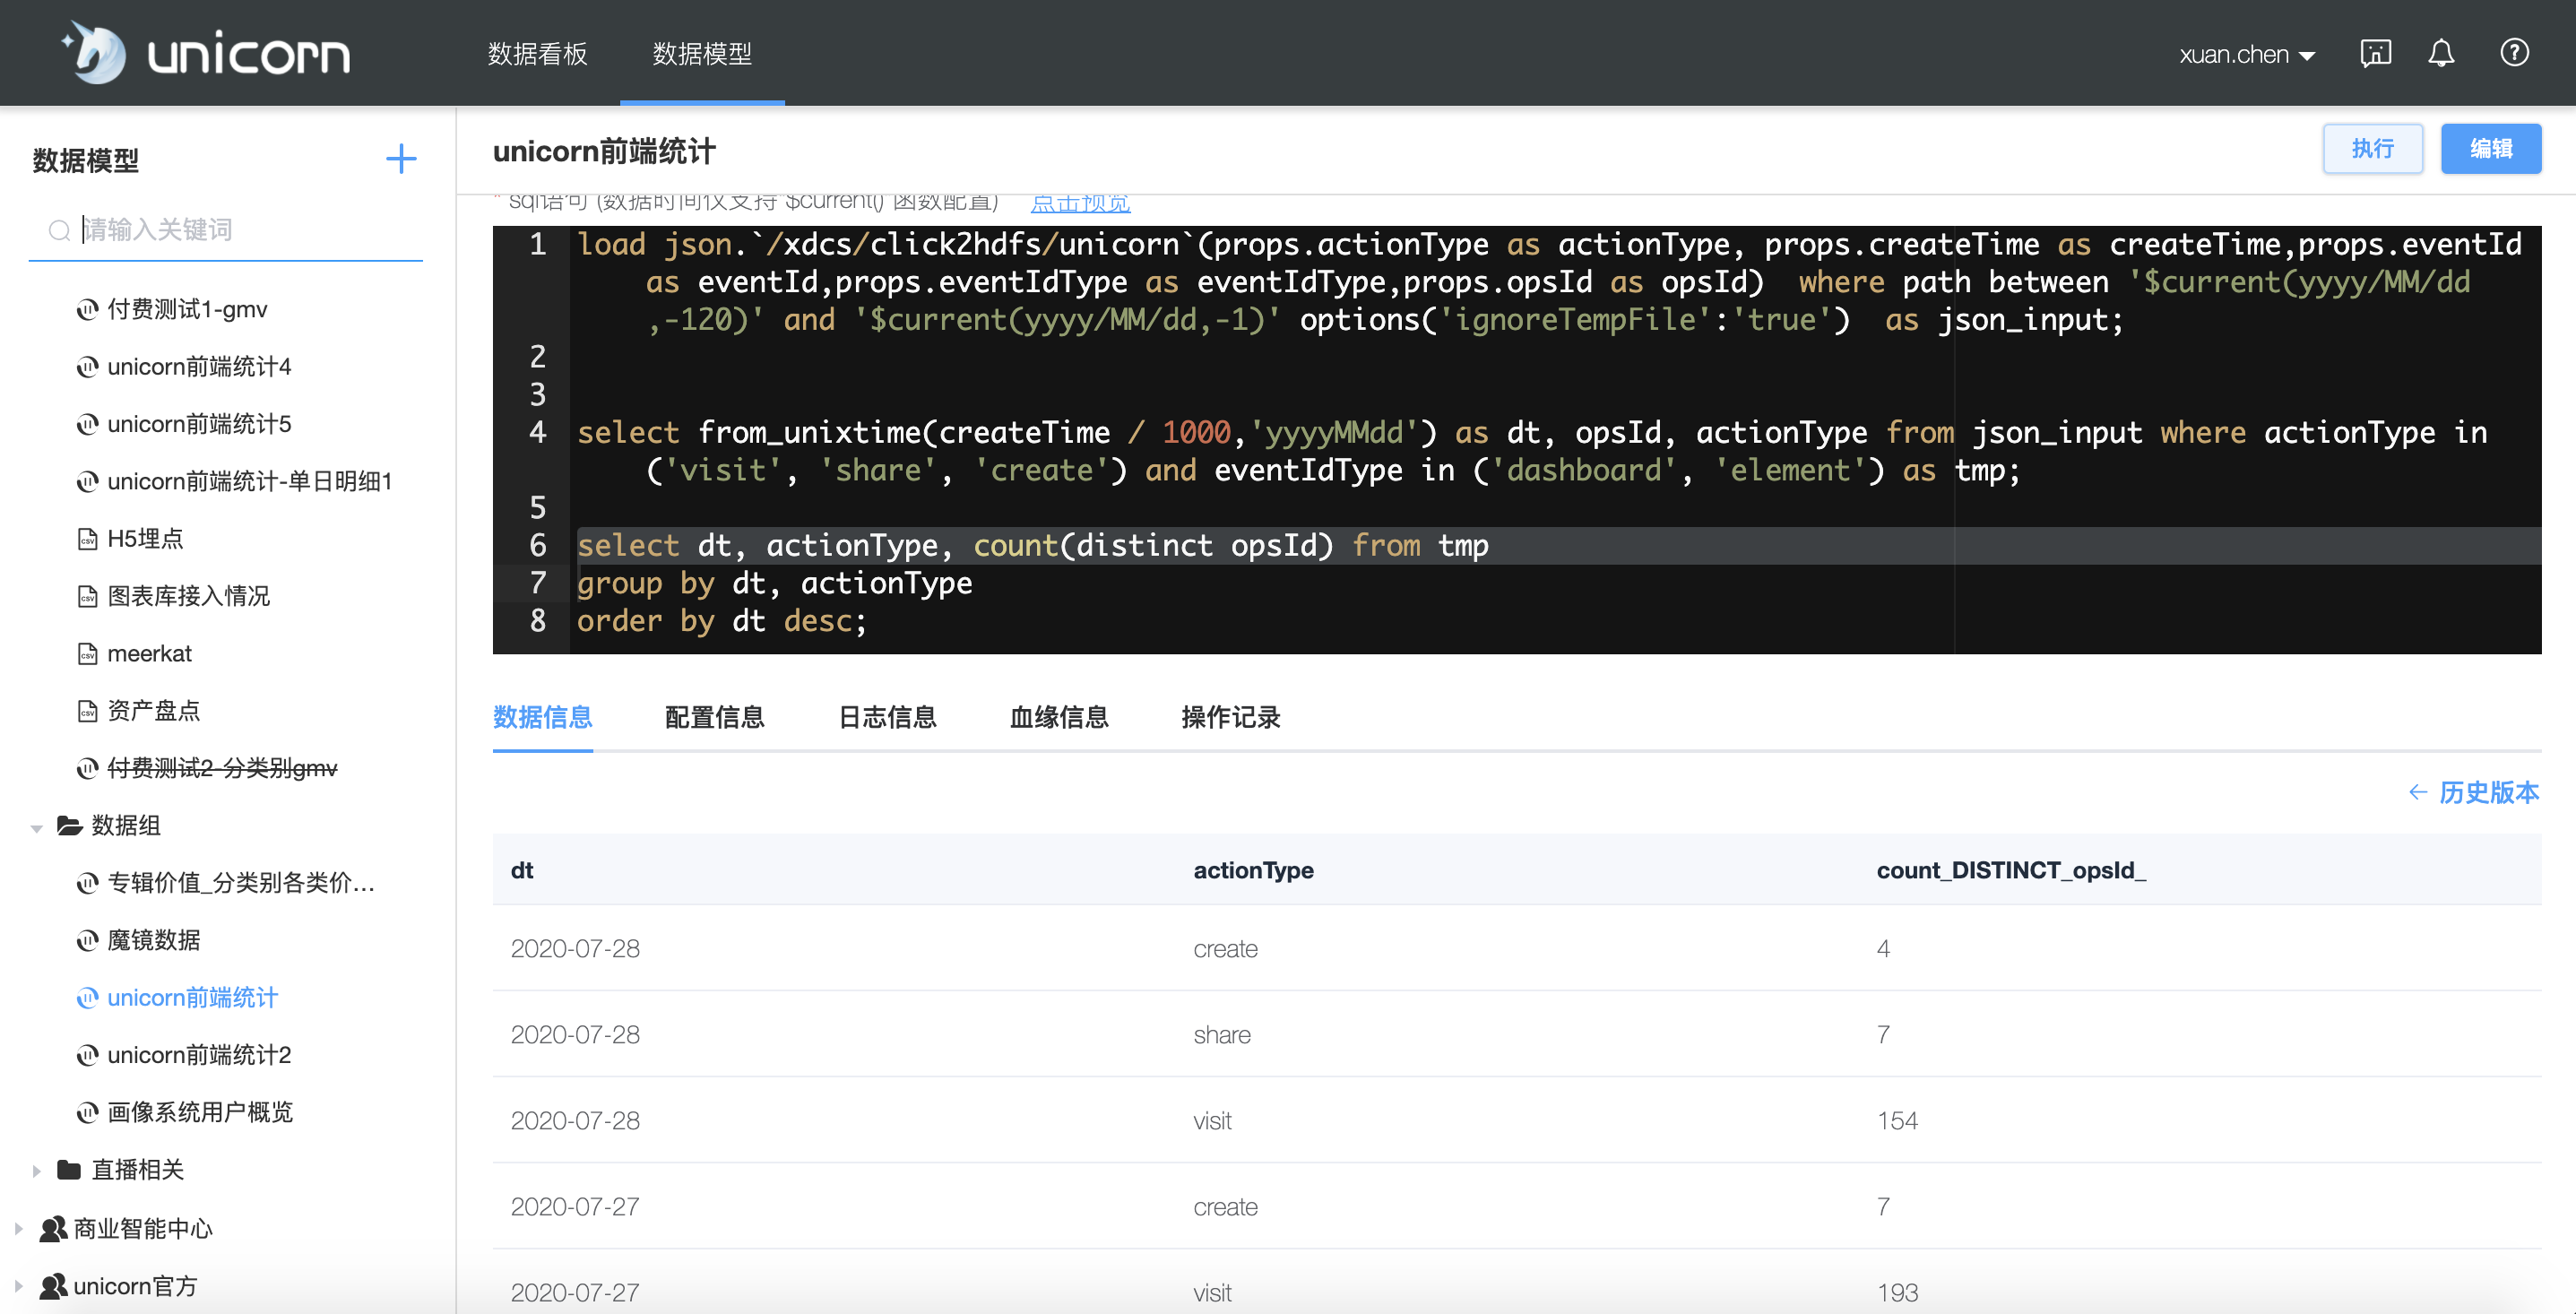 unicorn
数据看板
数据模型
xuan.chen
数据模型
请输入关键词
付费测试1-gmv
unicorn前端统计4
unicorn前端统计5
unicorn前端统计-单日明细1
H5埋点
图表库接入情况
meerkat
资产盘点
付费测试2-分类别gmv
数据组
专辑价值_分类别各类价...
魔镜数据
unicorn前端统计
unicorn前端统计2
画像系统用户概览
直播相关
商业智能中心
unicorn官方
unicorn前端统计
执行
编辑
* sql语句 (数据时间仅支持 $current() 函数配置) 点击预览
1 load json.`/xdcs/click2hdfs/unicorn`(props.actionType as actionType, props.createTime as createTime,props.eventId
as eventId,props.eventIdType as eventIdType,props.opsId as opsId)  where path between '$current(yyyy/MM/dd
,-120)' and '$current(yyyy/MM/dd,-1)' options('ignoreTempFile':'true')  as json_input;
2
3
4 select from_unixtime(createTime / 1000,'yyyyMMdd') as dt, opsId, actionType from json_input where actionType in
('visit', 'share', 'create') and eventIdType in ('dashboard', 'element') as tmp;
5
6 select dt, actionType, count(distinct opsId) from tmp
7 group by dt, actionType
8 order by dt desc;
数据信息 配置信息 日志信息 血缘信息 操作记录
← 历史版本
dt actionType count_DISTINCT_opsId_
2020-07-28 create 4
2020-07-28 share 7
2020-07-28 visit 154
2020-07-27 create 7
2020-07-27 visit 193